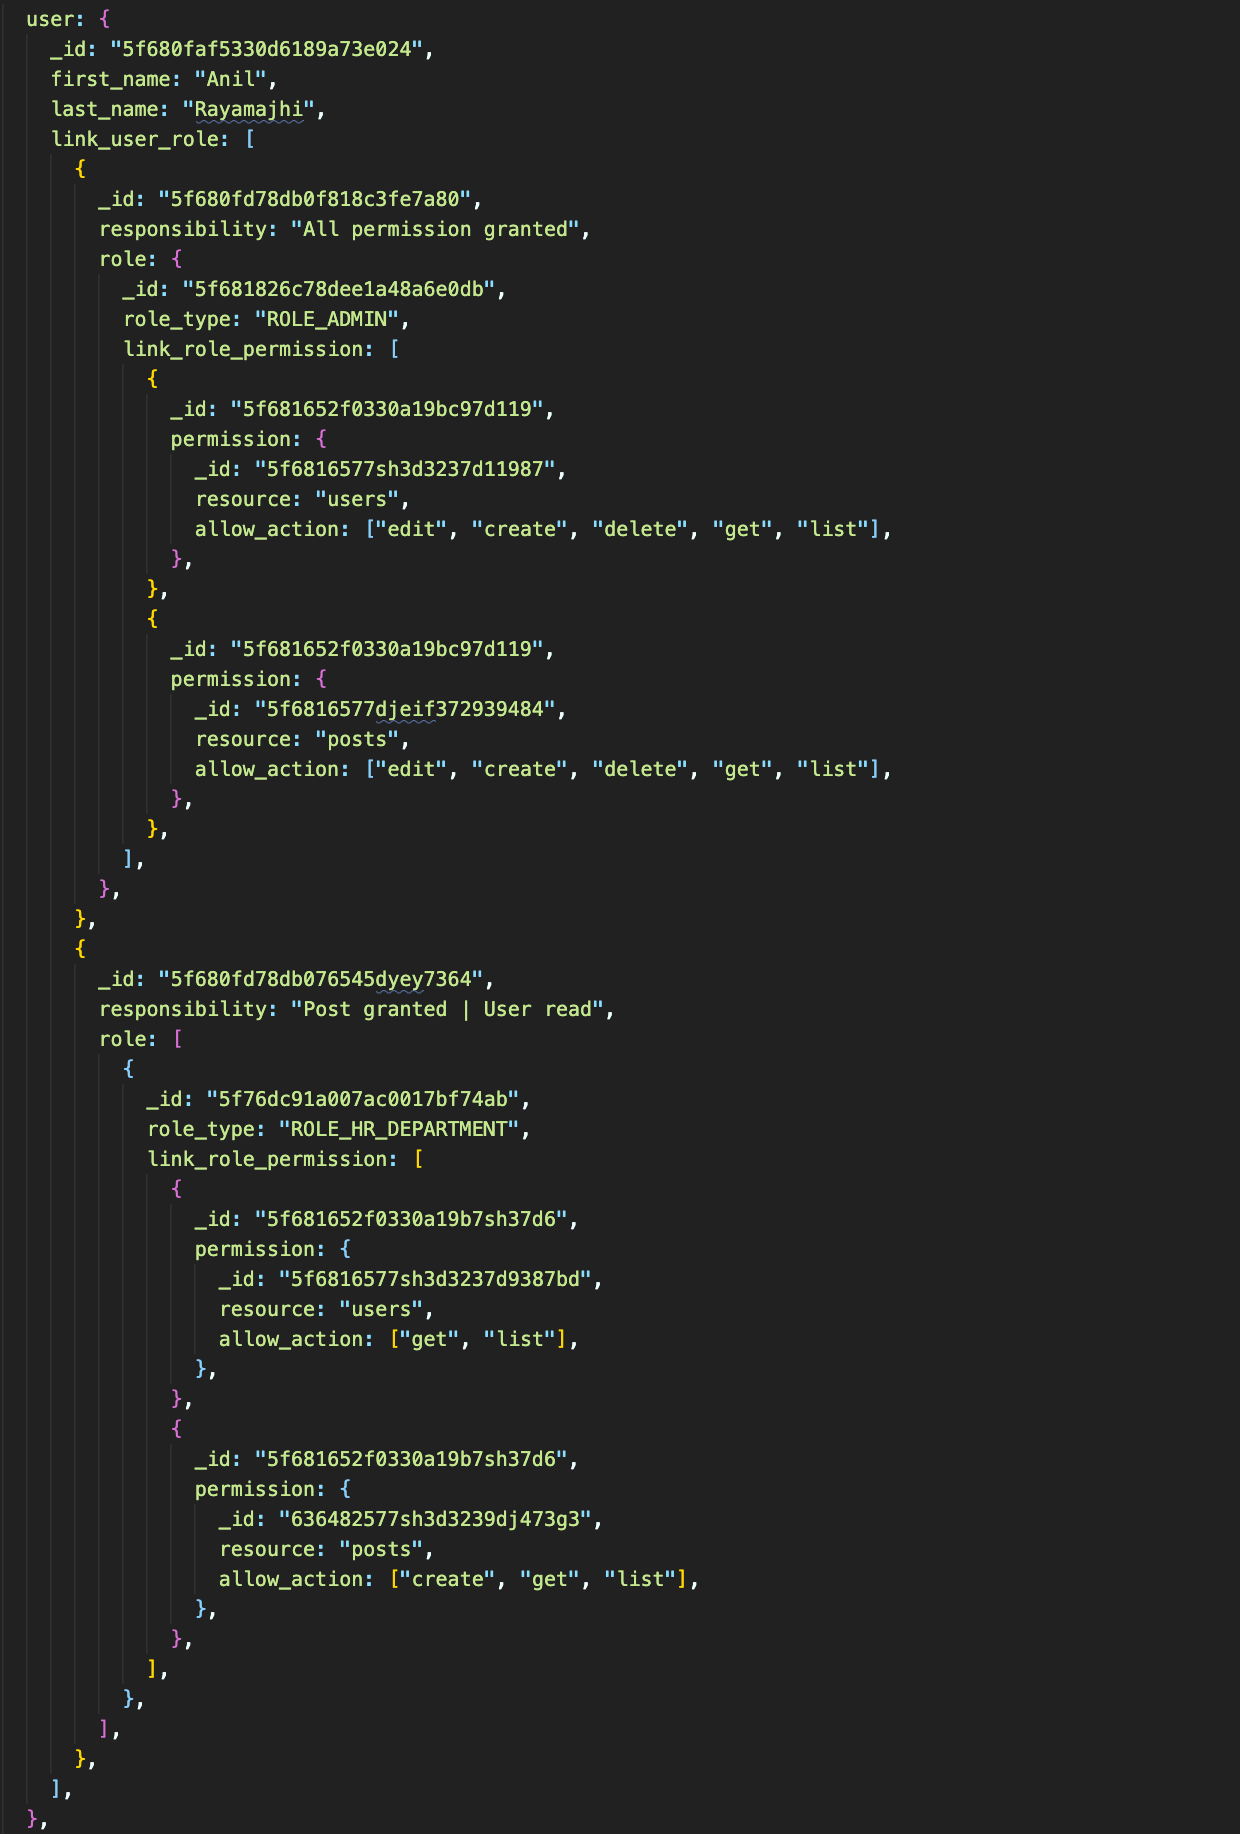 user: {
_id: "5f680faf5330d6189a73e024",
first_name: "Anil",
last_name: "Rayamajhi",
link_user_role: [
{
_id: "5f680fd78db0f818c3fe7a80",
responsibility: "All permission granted",
role: {
_id: "5f681826c78dee1a48a6e0db",
role_type: "ROLE_ADMIN",
link_role_permission: [
{
_id: "5f681652f0330a19bc97d119",
permission: {
_id: "5f6816577sh3d3237d11987",
resource: "users",
allow_action: ["edit", "create", "delete", "get", "list"],
},
},
{
_id: "5f681652f0330a19bc97d119",
permission: {
_id: "5f6816577djeif372939484",
resource: "posts",
allow_action: ["edit", "create", "delete", "get", "list"],
},
},
],
},
},
{
_id: "5f680fd78db076545dyey7364",
responsibility: "Post granted | User read",
role: [
{
_id: "5f76dc91a007ac0017bf74ab",
role_type: "ROLE_HR_DEPARTMENT",
link_role_permission: [
{
_id: "5f681652f0330a19b7sh37d6",
permission: {
_id: "5f6816577sh3d3237d9387bd",
resource: "users",
allow_action: ["get", "list"],
},
},
{
_id: "5f681652f0330a19b7sh37d6",
permission: {
_id: "636482577sh3d3239dj473g3",
resource: "posts",
allow_action: ["create", "get", "list"],
},
},
],
},
],
},
],
},